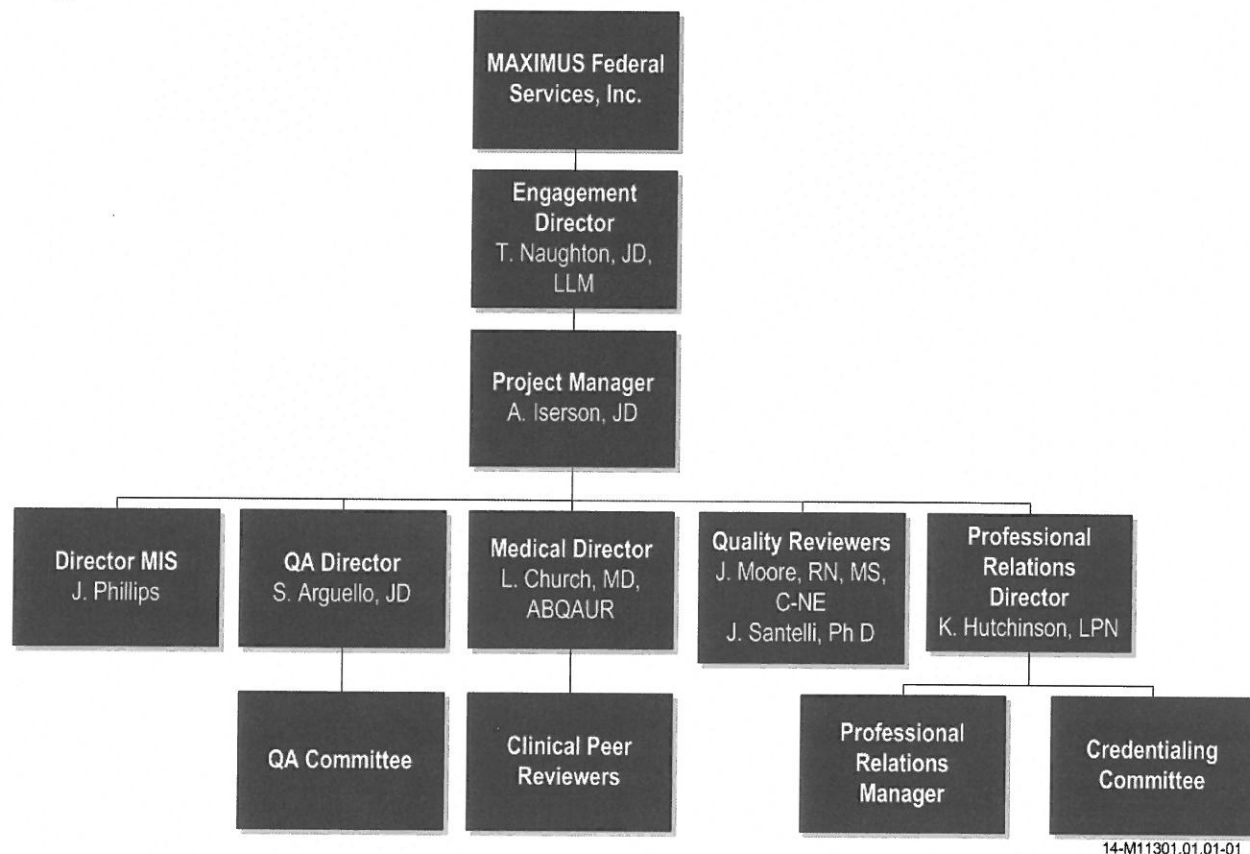 MAXIMUS Federal
Services, Inc.
Engagement
Director
T. Naughton, JD,
LLM
Project Manager
A. Iserson, JD
Director MIS
J. Phillips
QA Director
S. Arguello, JD
Medical Director
L. Church, MD,
ABQAUR
Quality Reviewers
J. Moore, RN, MS,
C-NE
J. Santelli, Ph D
Professional
Relations
Director
K. Hutchinson, LPN
QA Committee
Clinical Peer
Reviewers
Professional
Relations
Manager
Credentialing
Committee
14-M11301.01.01-01